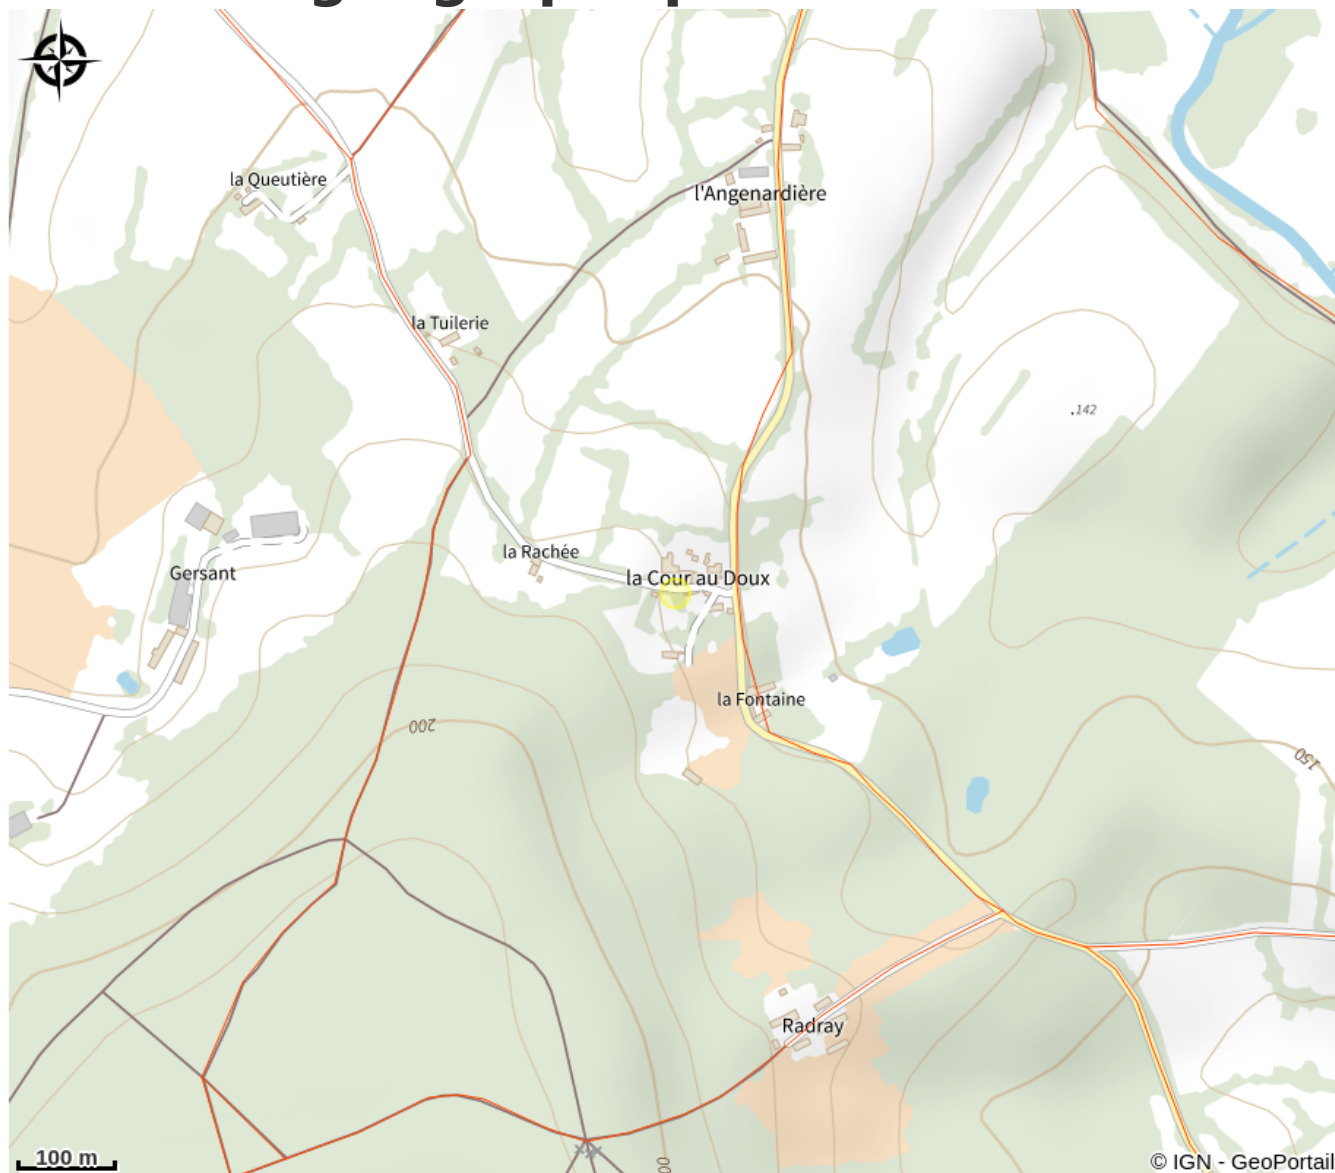 la Queutière
l'Angenardière
la Tuilerie
.142
la Rachée
la Cour au Doux
Gersant
la Fontaine
200
150
Radray
100 m
© IGN - GeoPortail